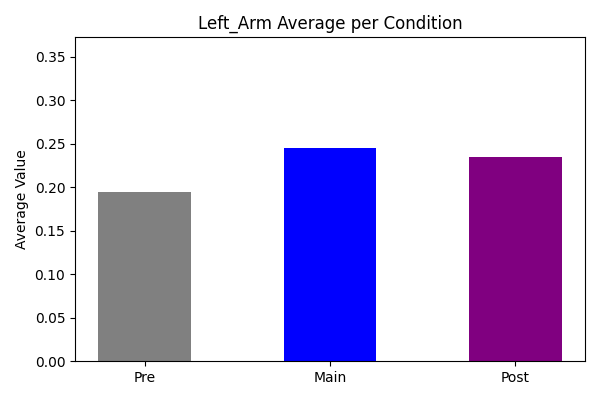 Left_Arm Average per Condition
Average Value
0.35
0.30
0.25
0.20
0.15
0.10
0.05
0.00
Pre
Main
Post